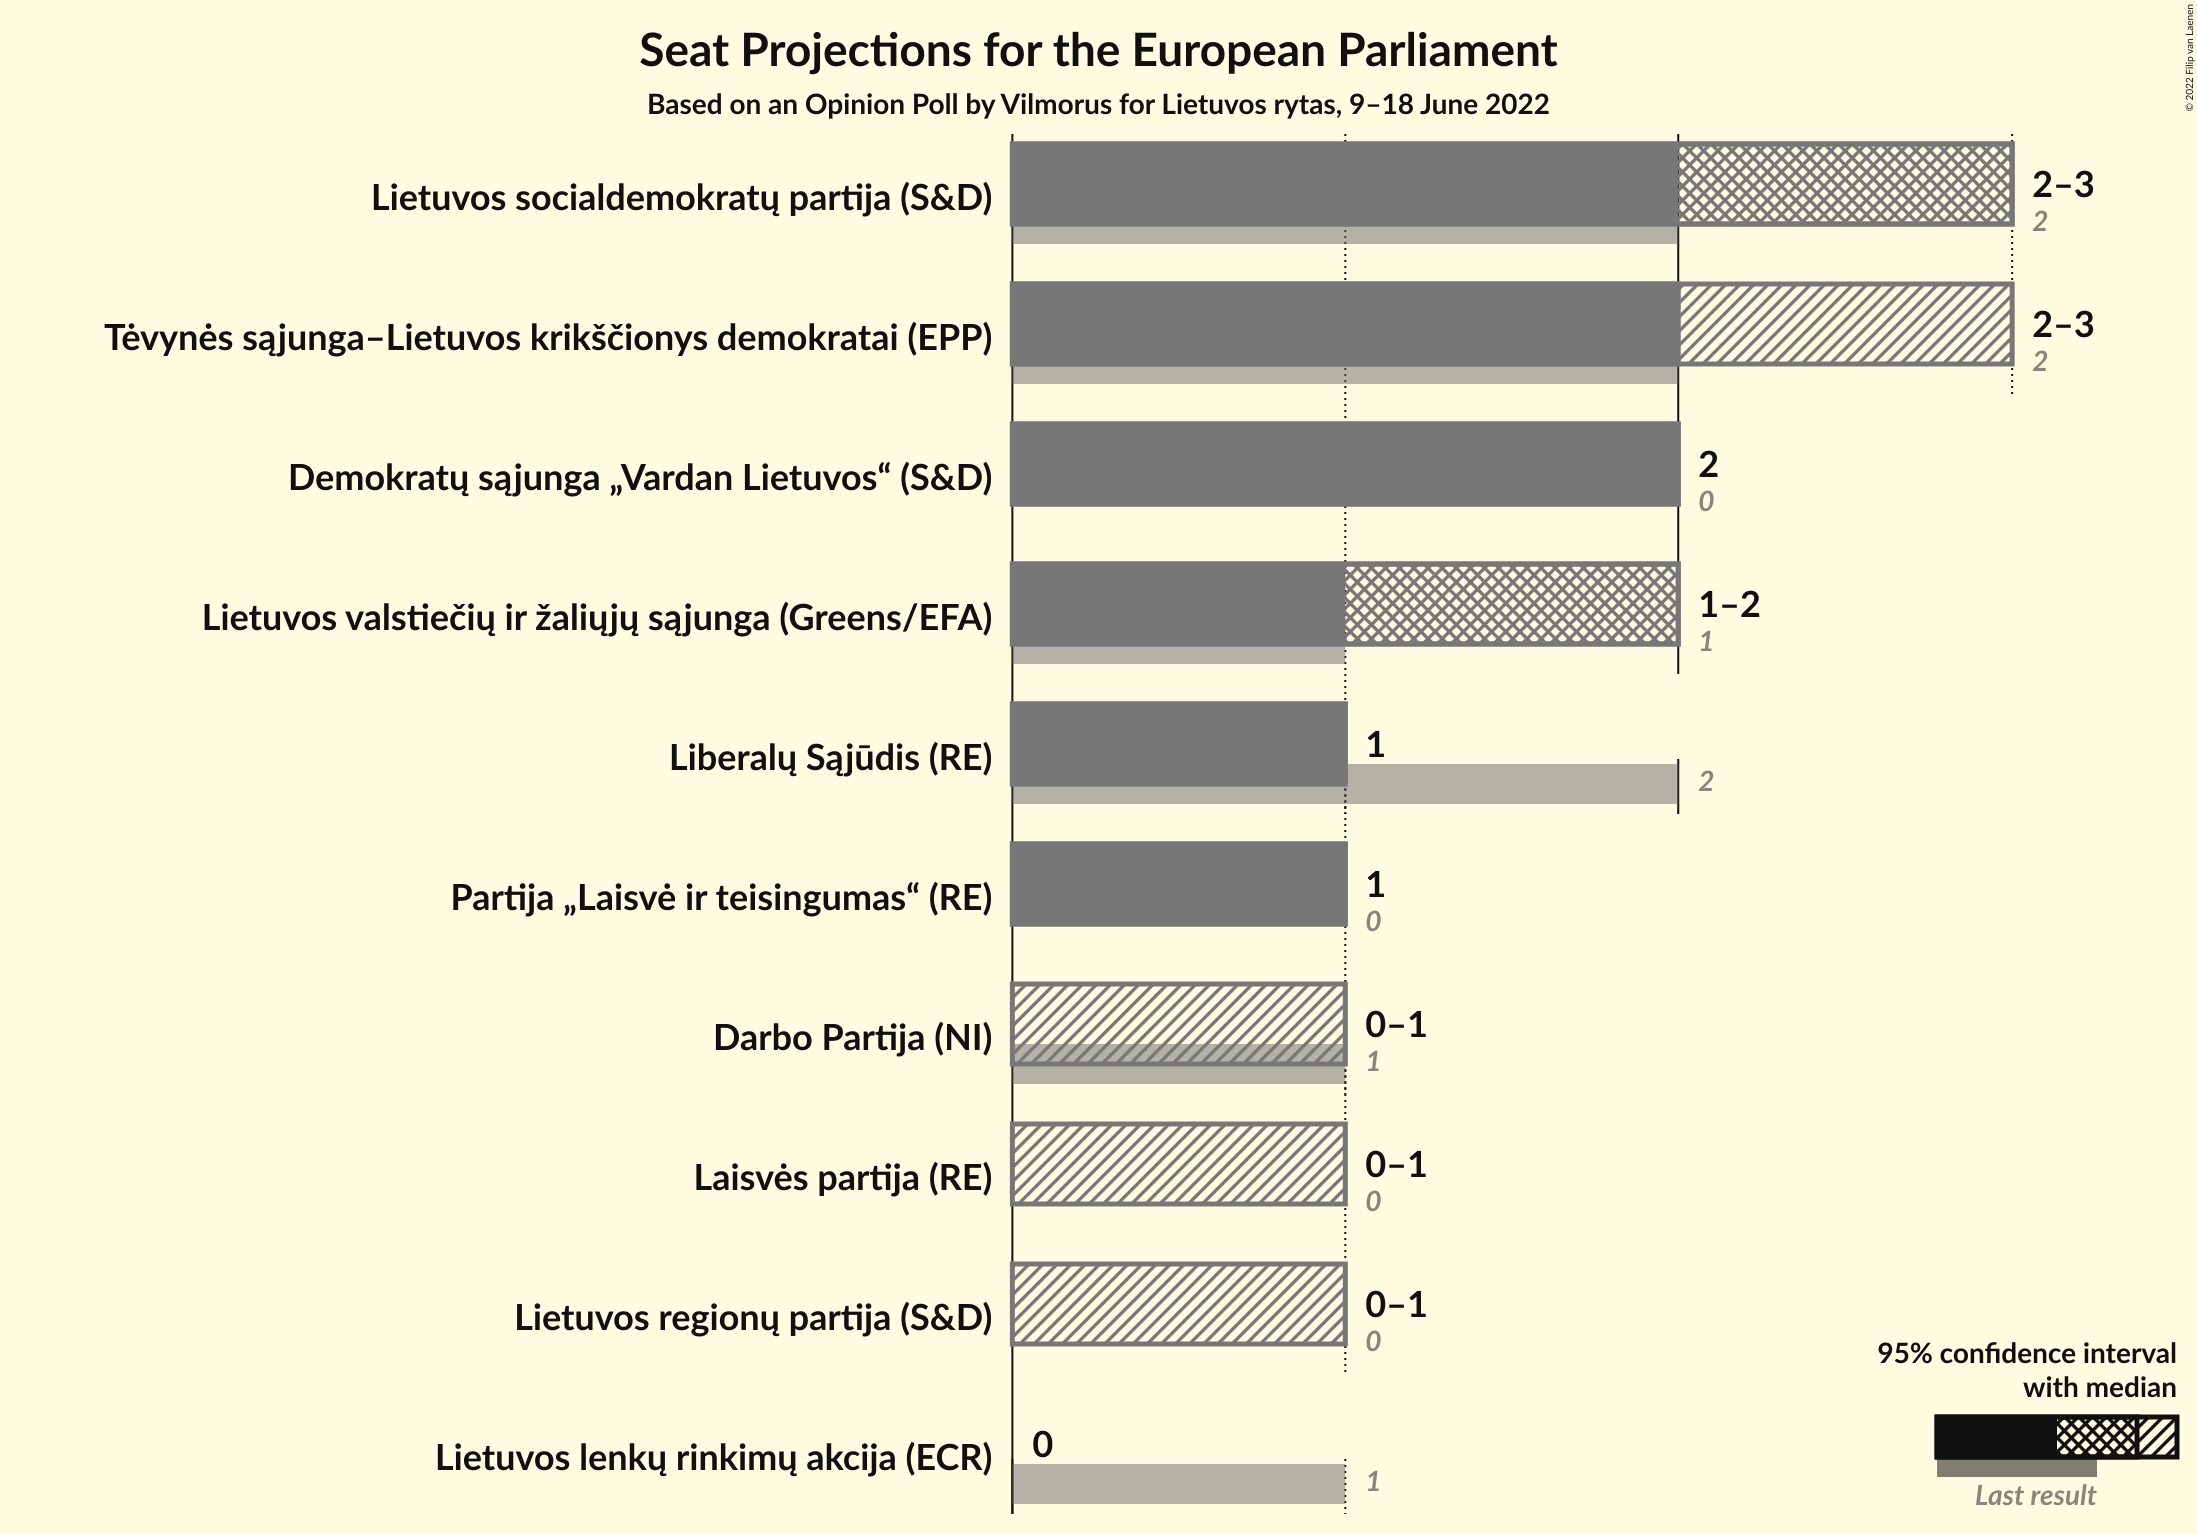 Seat Projections for the European Parliament
Based on an Opinion Poll by Vilmorus for Lietuvos rytas, 9–18 June 2022
© 2022 Filip van Laenen
Lietuvos socialdemokratų partija (S&D)
2–3
2
Tėvynės sąjunga–Lietuvos krikščionys demokratai (EPP)
2–3
2
Demokratų sąjunga „Vardan Lietuvos“ (S&D)
2
0
Lietuvos valstiečių ir žaliųjų sąjunga (Greens/EFA)
1–2
1
Liberalų Sąjūdis (RE)
1
2
Partija „Laisvė ir teisingumas“ (RE)
1
0
Darbo Partija (NI)
0–1
1
Laisvės partija (RE)
0–1
0
Lietuvos regionų partija (S&D)
0–1
0
Lietuvos lenkų rinkimų akcija (ECR)
0
1
95% confidence interval
with median
Last result